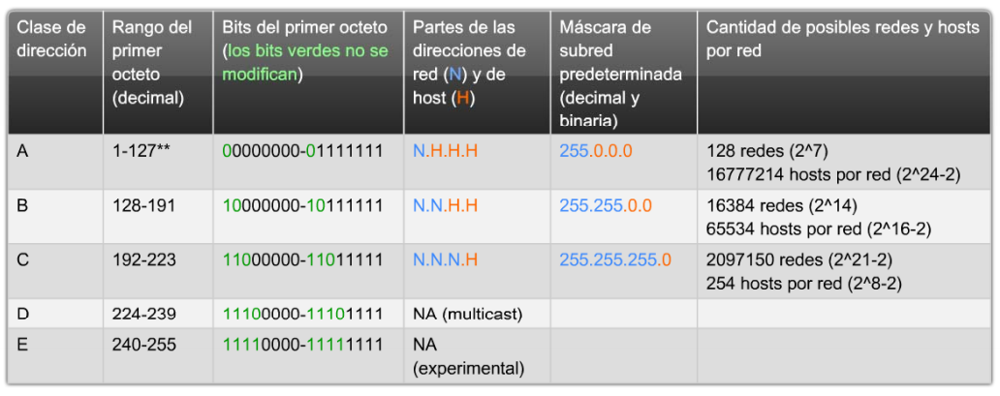 Clase de dirección
Rango del primer octeto (decimal)
Bits del primer octeto (los bits verdes no se modifican)
Partes de las direcciones de red (N) y de host (H)
Máscara de subred predeterminada (decimal y binaria)
Cantidad de posibles redes y hosts por red
A
1-127**
00000000-01111111
N.H.H.H
255.0.0.0
128 redes (2^7)
16777214 hosts por red (2^24-2)
B
128-191
10000000-10111111
N.N.H.H
255.255.0.0
16384 redes (2^14)
65534 hosts por red (2^16-2)
C
192-223
11000000-11011111
N.N.N.H
255.255.255.0
2097150 redes (2^21-2)
254 hosts por red (2^8-2)
D
224-239
11100000-11101111
NA (multicast)
E
240-255
11110000-11111111
NA
(experimental)